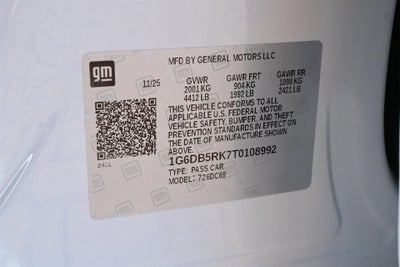 gm
MFD BY GENERAL MOTORS LLC
11/25 GVWR GAWR FRT GAWR RR
2001 KG 904 KG 1098 KG
4412 LB 1992 LB 2421 LB
THIS VEHICLE CONFORMS TO ALL
APPLICABLE U.S. FEDERAL MOTOR
VEHICLE SAFETY, BUMPER, AND THEFT
PREVENTION STANDARDS IN EFFECT ON
THE DATE OF MANUFACTURE SHOWN
ABOVE.
1G6DB5RK7T0108992
TYPE: PASS CAR
MODEL: 726DC69